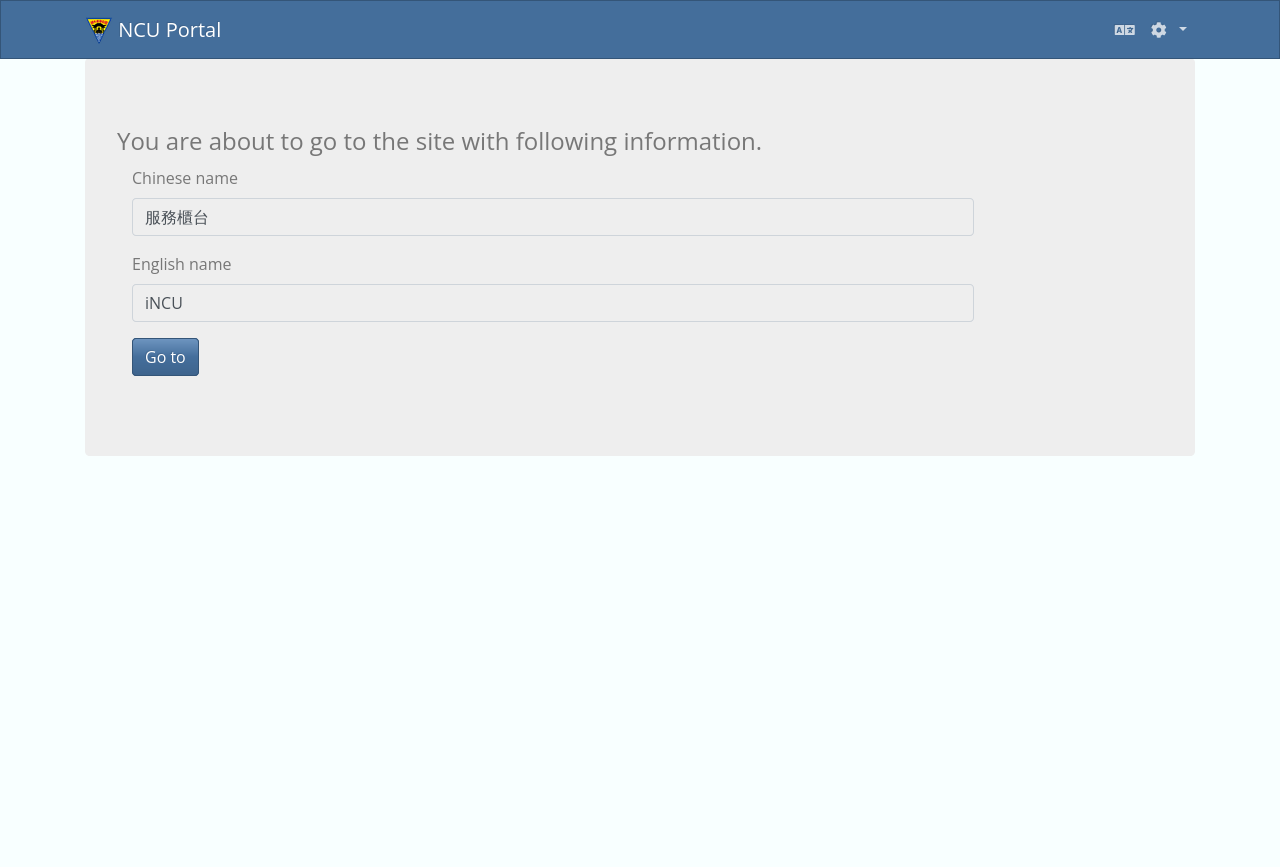 NCU Portal
You are about to go to the site with following information.
Chinese name
服務櫃台
English name
iNCU
Go to